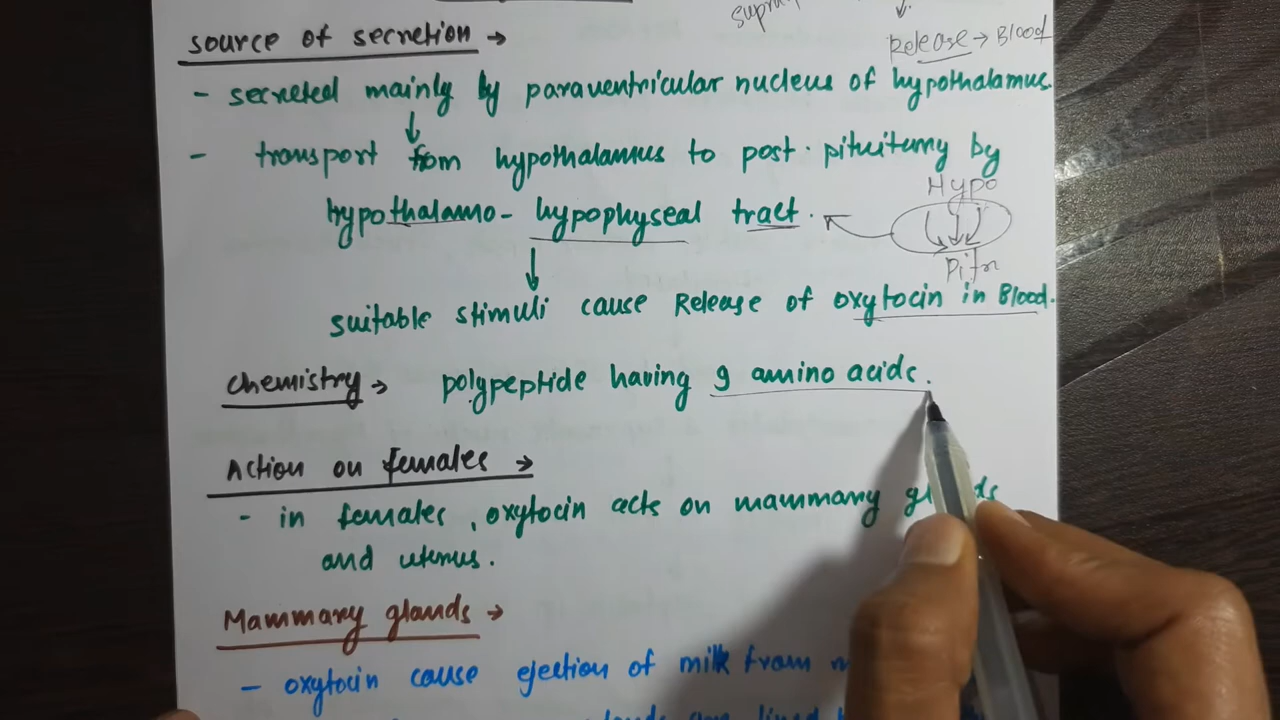 Release → Blood
source of secretion →
- secreted mainly by paraventricular nucleus of hypothalamus.
↓
- transport from hypothalamus to post. pituitary by
Hypo
hypothalamo - hypophyseal tract.
↓
suitable stimuli cause Release of oxytocin in Blood.
chemistry → polypeptide having 9 amino acids.
Action on females →
- in females, oxytocin acts on mammary
and uterus.
Mammary glands →
- oxytocin cause ejection of milk from